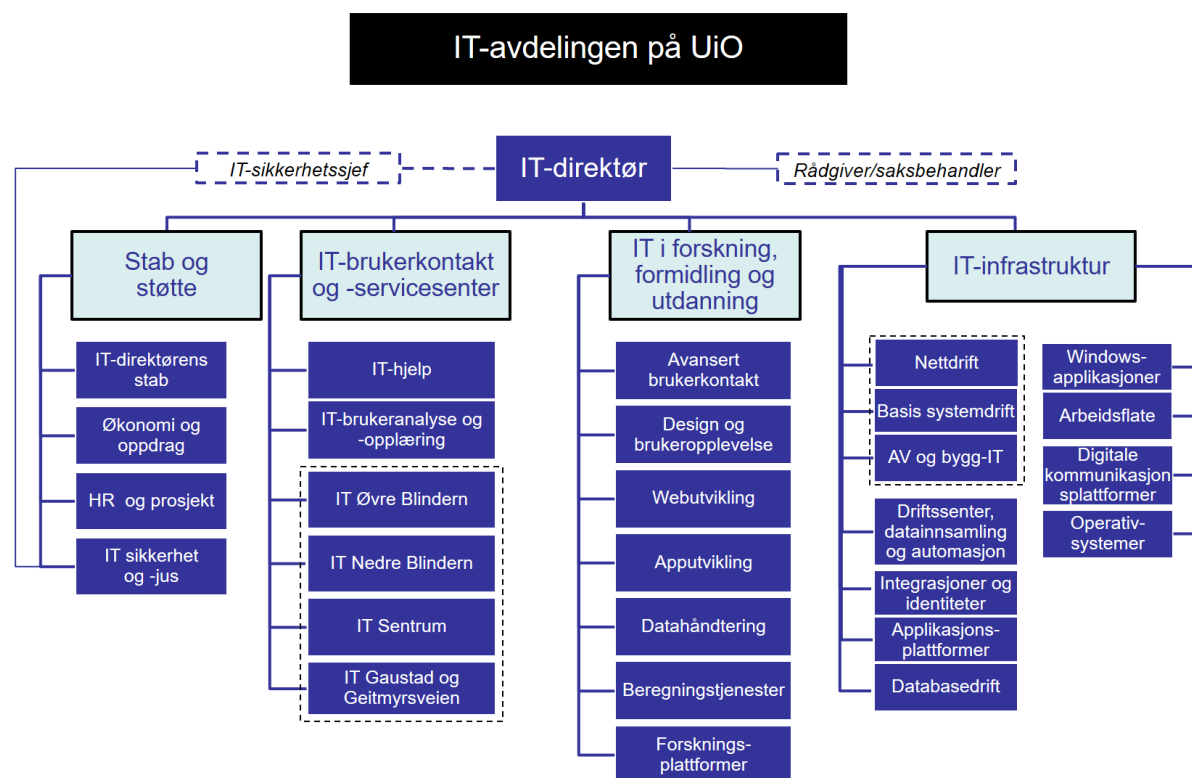 IT-avdelingen på UiO
IT-sikkerhetssjef
IT-direktør
Rådgiver/saksbehandler
Stab og
støtte
IT-direktørens
stab
Økonomi og
oppdrag
HR og prosjekt
IT sikkerhet
og -jus
IT-brukerkontakt
og -servicesenter
IT-hjelp
IT-brukeranalyse og
-opplæring
IT Øvre Blindern
IT Nedre Blindern
IT Sentrum
IT Gaustad og
Geitmyrsveien
IT i forskning,
formidling og
utdanning
Avansert
brukerkontakt
Design og
brukeropplevelse
Webutvikling
Apputvikling
Datahåndtering
Beregningstjenester
Forsknings-
plattformer
IT-infrastruktur
Nettdrift
Basis systemdrift
AV og bygg-IT
Driftssenter,
datainnsamling
og automasjon
Integrasjoner og
identiteter
Applikasjons-
plattformer
Databasedrift
Windows-
applikasjoner
Arbeidsflate
Digitale
kommunikasjon
splattformer
Operativ-
systemer